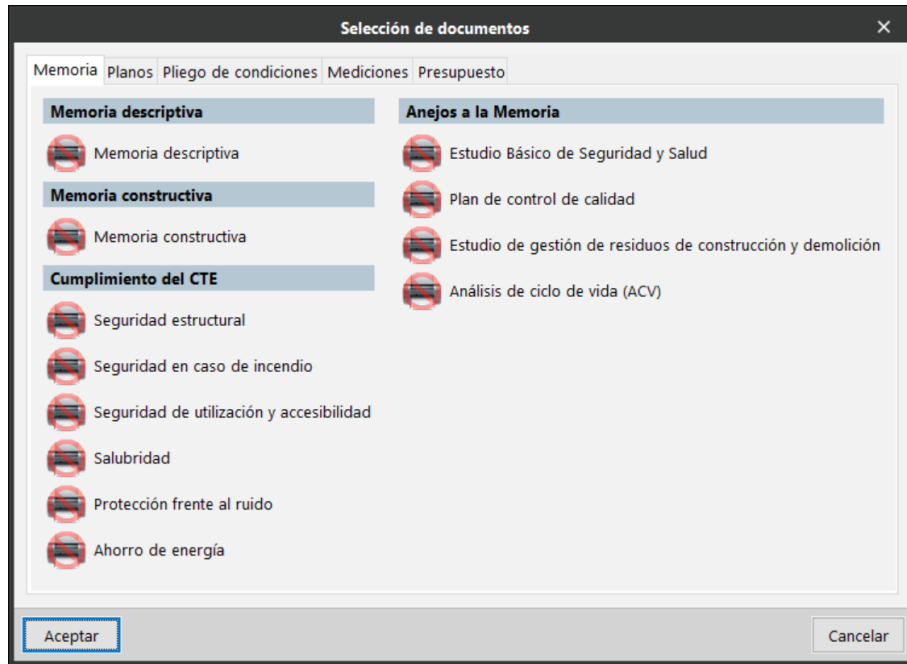 Selección de documentos
Memoria
Planos
Pliego de condiciones
Mediciones
Presupuesto
Memoria descriptiva
Memoria descriptiva
Memoria constructiva
Memoria constructiva
Cumplimiento del CTE
Seguridad estructural
Seguridad en caso de incendio
Seguridad de utilización y accesibilidad
Salubridad
Protección frente al ruido
Ahorro de energía
Anejos a la Memoria
Estudio Básico de Seguridad y Salud
Plan de control de calidad
Estudio de gestión de residuos de construcción y demolición
Análisis de ciclo de vida (ACV)
Aceptar
Cancelar